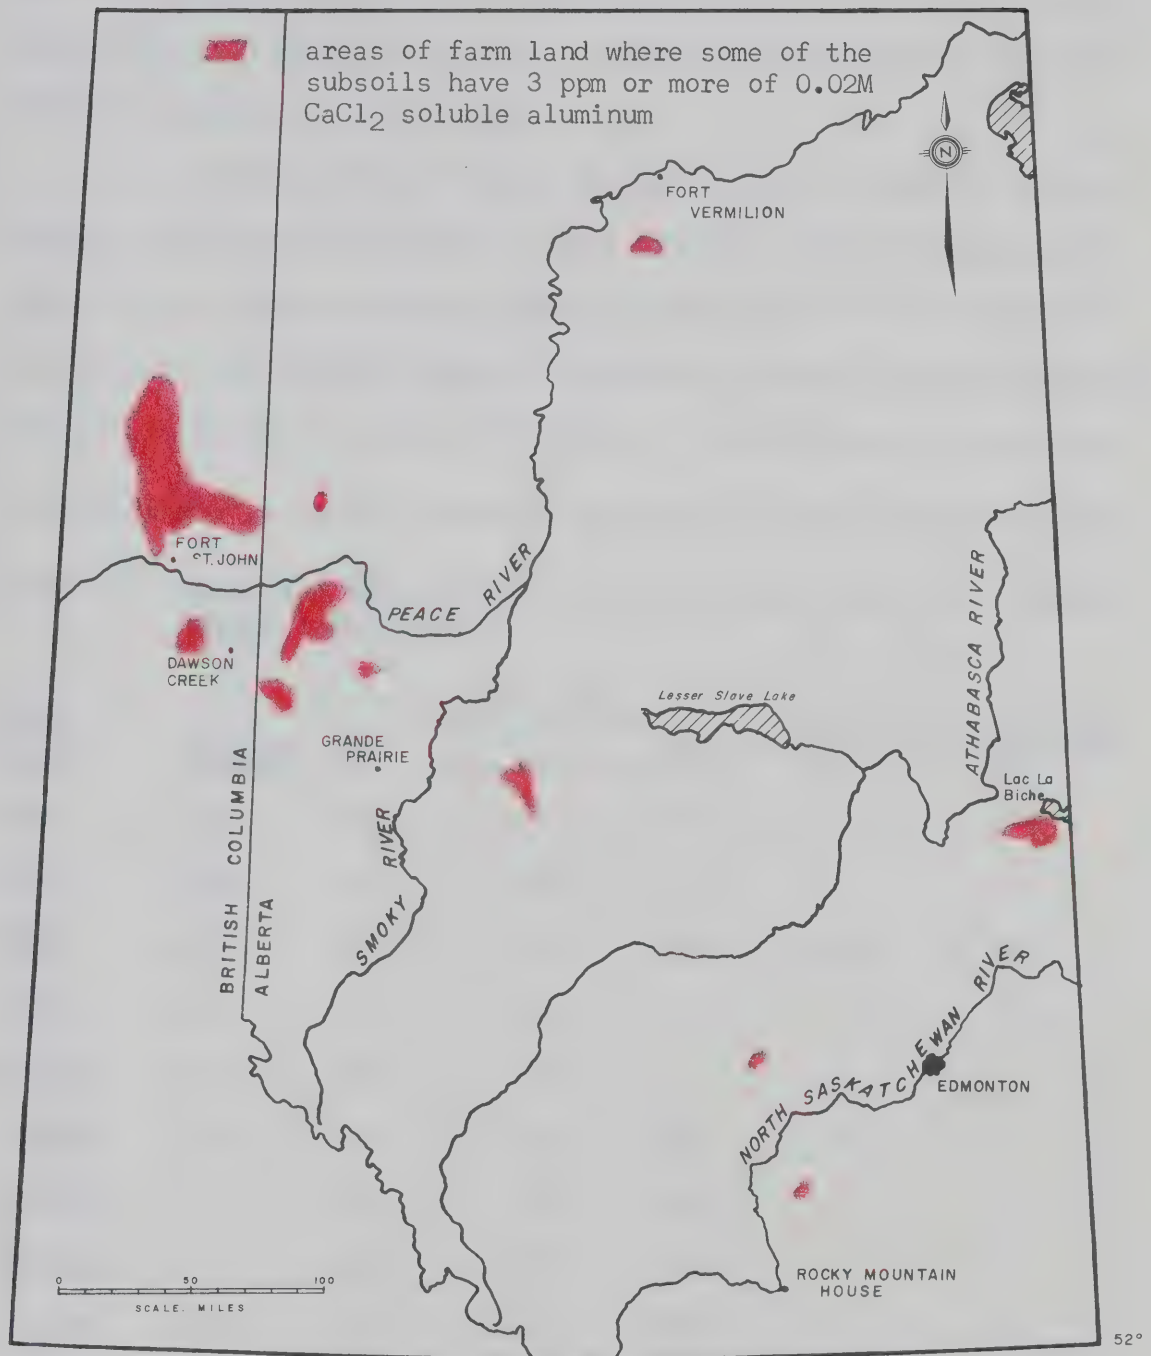 areas of farm land where some of the
subsoils have 3 ppm or more of 0.02M
CaCl2 soluble aluminum
N
FORT
VERMILION
FORT
ST. JOHN
PEACE RIVER
DAWSON
CREEK
Lesser Slave Lake
ATHABASCA RIVER
GRANDE
PRAIRIE
Lac La
Biche
BRITISH COLUMBIA
ALBERTA
SMOKY RIVER
NORTH SASKATCHEWAN RIVER
EDMONTON
ROCKY MOUNTAIN
HOUSE
0 50 100
SCALE. MILES
52°